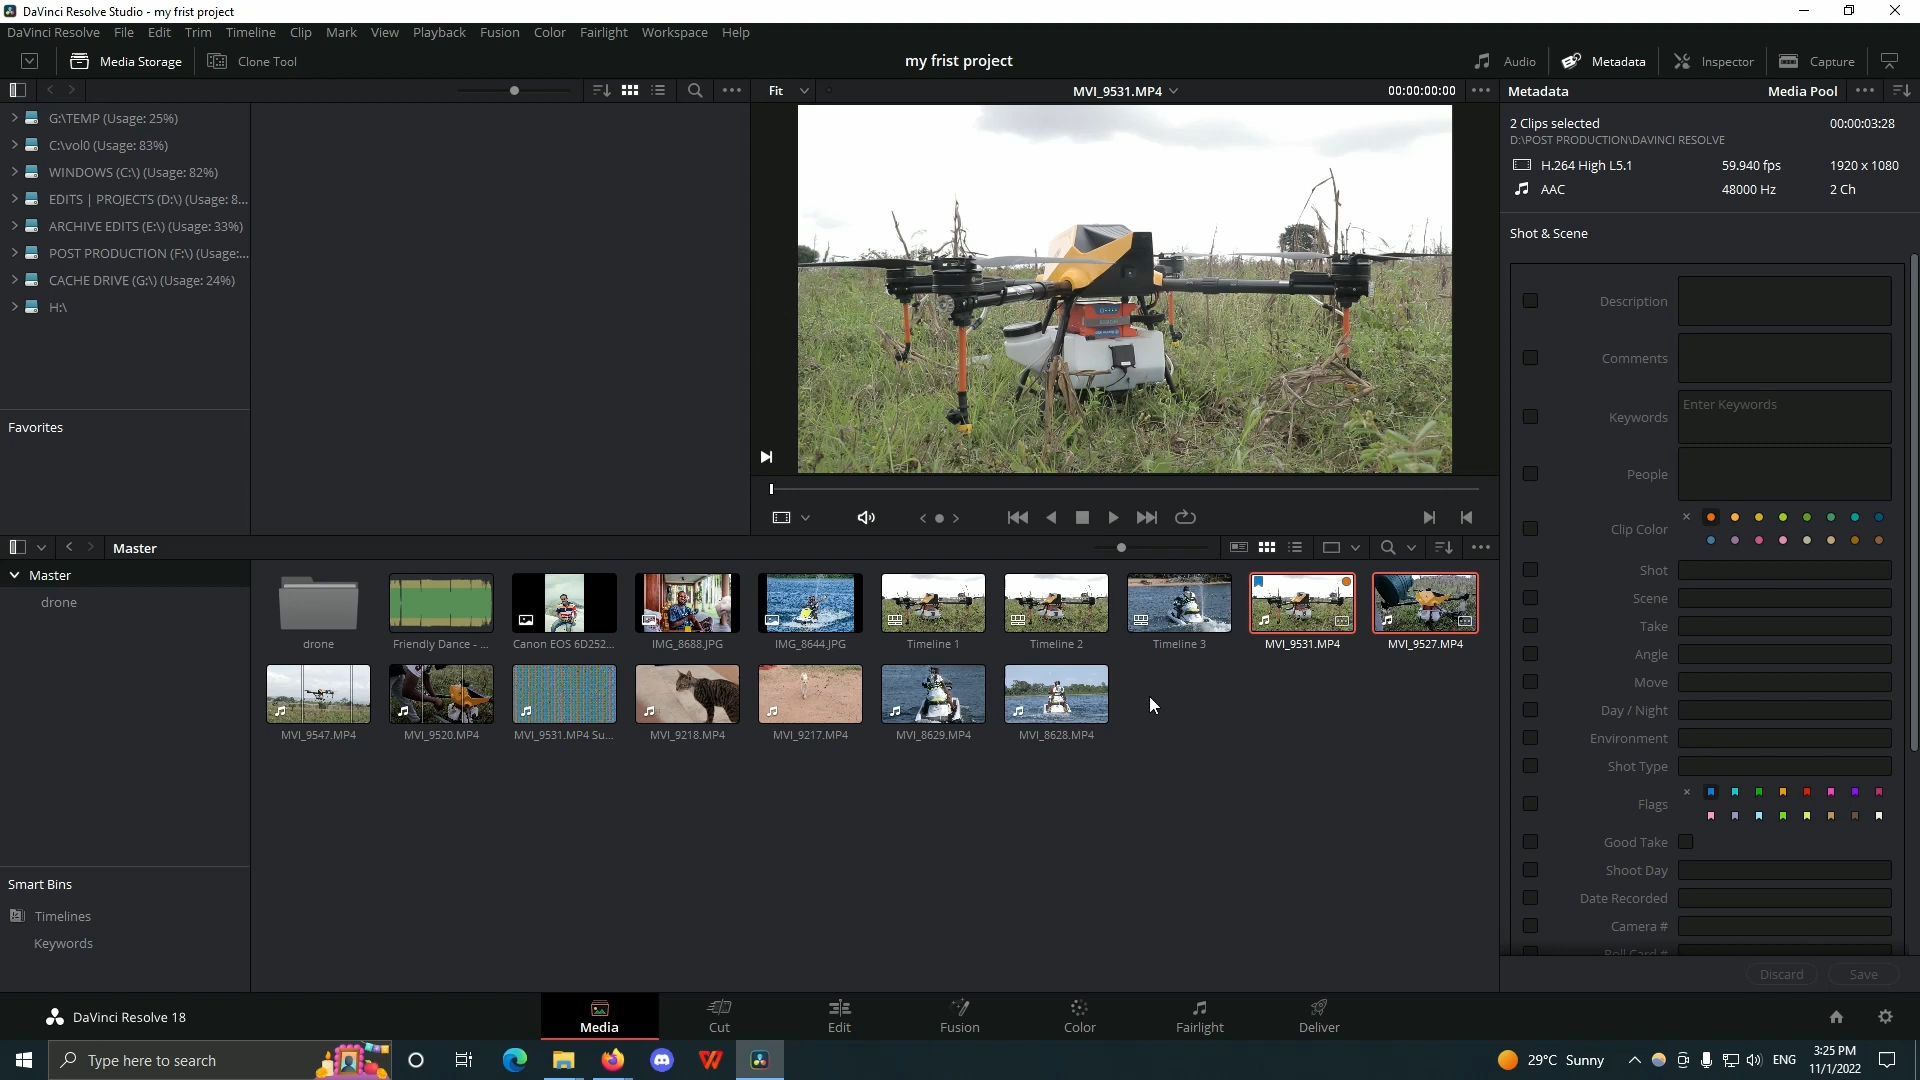 DaVinci Resolve Studio - my frist project
DaVinci Resolve File Edit Trim Timeline Clip Mark View Playback Fusion Color Fairlight Workspace Help
Media Storage Clone Tool my frist project Audio Metadata Inspector Capture
Fit MVI_9531.MP4 00:00:00:00 Metadata Media Pool
G:\TEMP (Usage: 25%)
C:\vol0 (Usage: 83%)
WINDOWS (C:\) (Usage: 82%)
EDITS | PROJECTS (D:\) (Usage: 8...
ARCHIVE EDITS (E:\) (Usage: 33%)
POST PRODUCTION (F:\) (Usage:...
CACHE DRIVE (G:\) (Usage: 24%)
H:\
Favorites
2 Clips selected 00:00:03:28
D:\POST PRODUCTION\DAVINCI RESOLVE
H.264 High L5.1 59.940 fps 1920 x 1080
AAC 48000 Hz 2 Ch
Shot & Scene
Description
Comments
Keywords Enter Keywords
People
Clip Color
Shot
Scene
Take
Angle
Move
Day / Night
Environment
Shot Type
Flags
Good Take
Shoot Day
Date Recorded
Camera #
Roll Card #
Discard Save
Master
Master
drone
drone Friendly Dance - ... Canon EOS 6D252... IMG_8688.JPG IMG_8644.JPG Timeline 1 Timeline 2 Timeline 3 MVI_9531.MP4 MVI_9527.MP4
MVI_9547.MP4 MVI_9520.MP4 MVI_9531.MP4 Su... MVI_9218.MP4 MVI_9217.MP4 MVI_8629.MP4 MVI_8628.MP4
Smart Bins
Timelines
Keywords
DaVinci Resolve 18 Media Cut Edit Fusion Color Fairlight Deliver
Type here to search 29°C Sunny ENG 3:25 PM
11/1/2022